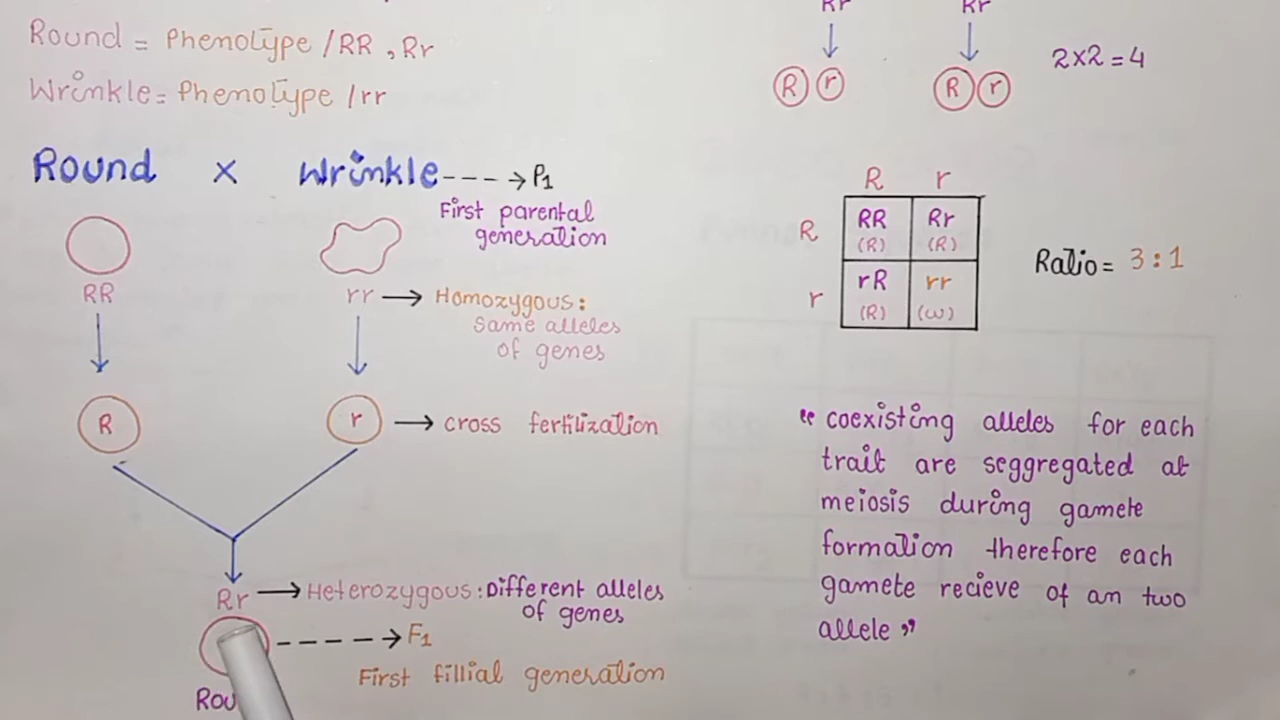 Round = Phenotype / RR , Rr
Wrinkle = Phenotype / rr
Round x Wrinkle ----> P1
First parental
generation
RR
rr → Homozygous:
Same alleles
of genes
R
r → cross fertilization
Rr → Heterozygous: Different alleles
of genes
----> F1
First fillial generation
Rou
Rr Rr
R r R r
2x2=4
R r
R RR Rr
(R) (R)
r rR rr
(R) (W)
Ratio = 3:1
“ coexisting alleles for each
trait are seggregated at
meiosis during gamete
formation therefore each
gamete recieve of an two
allele ”